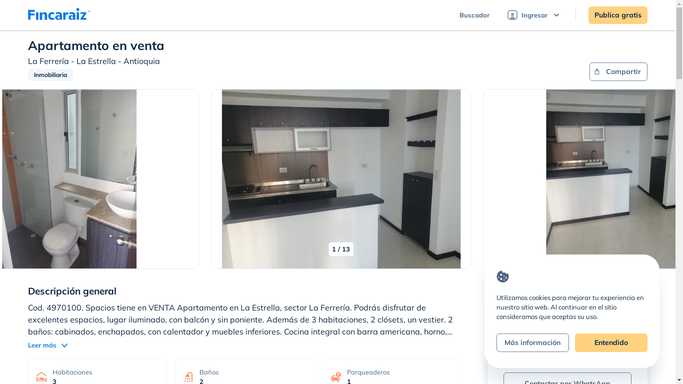 Fincaraíz
Buscador
Ingresar
Publica gratis
Apartamento en venta
La Ferrería - La Estrella - Antioquia
Inmobiliaria
Compartir
1 / 13
Descripción general
Cod. 4970100. Spacios tiene en VENTA Apartamento en La Estrella, sector La Ferrería. Podrás disfrutar de
excelentes espacios, lugar iluminado, con balcón y sin poniente. Además de 3 habitaciones, 2 clósets, un vestier. 2
baños: cabinados, enchapados, con calentador y muebles inferiores. Cocina integral con barra americana, horno,...
Leer más
Habitaciones
3
Baños
2
Parqueaderos
1
Utilizamos cookies para mejorar tu experiencia en
nuestro sitio web. Al continuar en el sitio
consideramos que aceptas su uso.
Más información
Entendido
Contactar por WhatsApp